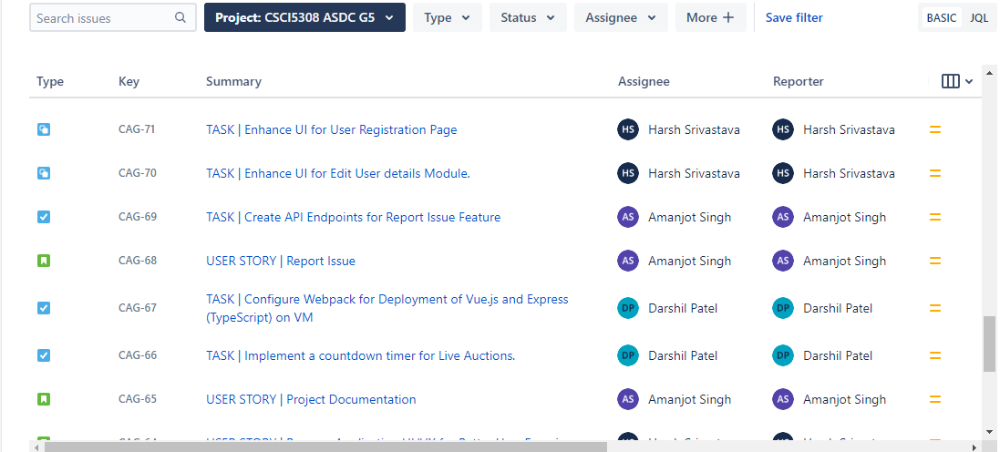 Search issues
Project: CSCI5308 ASDC G5
Type
Status
Assignee
More
Save filter
BASIC
JQL
Type Key Summary Assignee Reporter
CAG-71 TASK | Enhance UI for User Registration Page HS Harsh Srivastava HS Harsh Srivastava
CAG-70 TASK | Enhance UI for Edit User details Module. HS Harsh Srivastava HS Harsh Srivastava
CAG-69 TASK | Create API Endpoints for Report Issue Feature AS Amanjot Singh AS Amanjot Singh
CAG-68 USER STORY | Report Issue AS Amanjot Singh AS Amanjot Singh
CAG-67 TASK | Configure Webpack for Deployment of Vue.js and Express
(TypeScript) on VM DP Darshil Patel DP Darshil Patel
CAG-66 TASK | Implement a countdown timer for Live Auctions. DP Darshil Patel DP Darshil Patel
CAG-65 USER STORY | Project Documentation AS Amanjot Singh AS Amanjot Singh